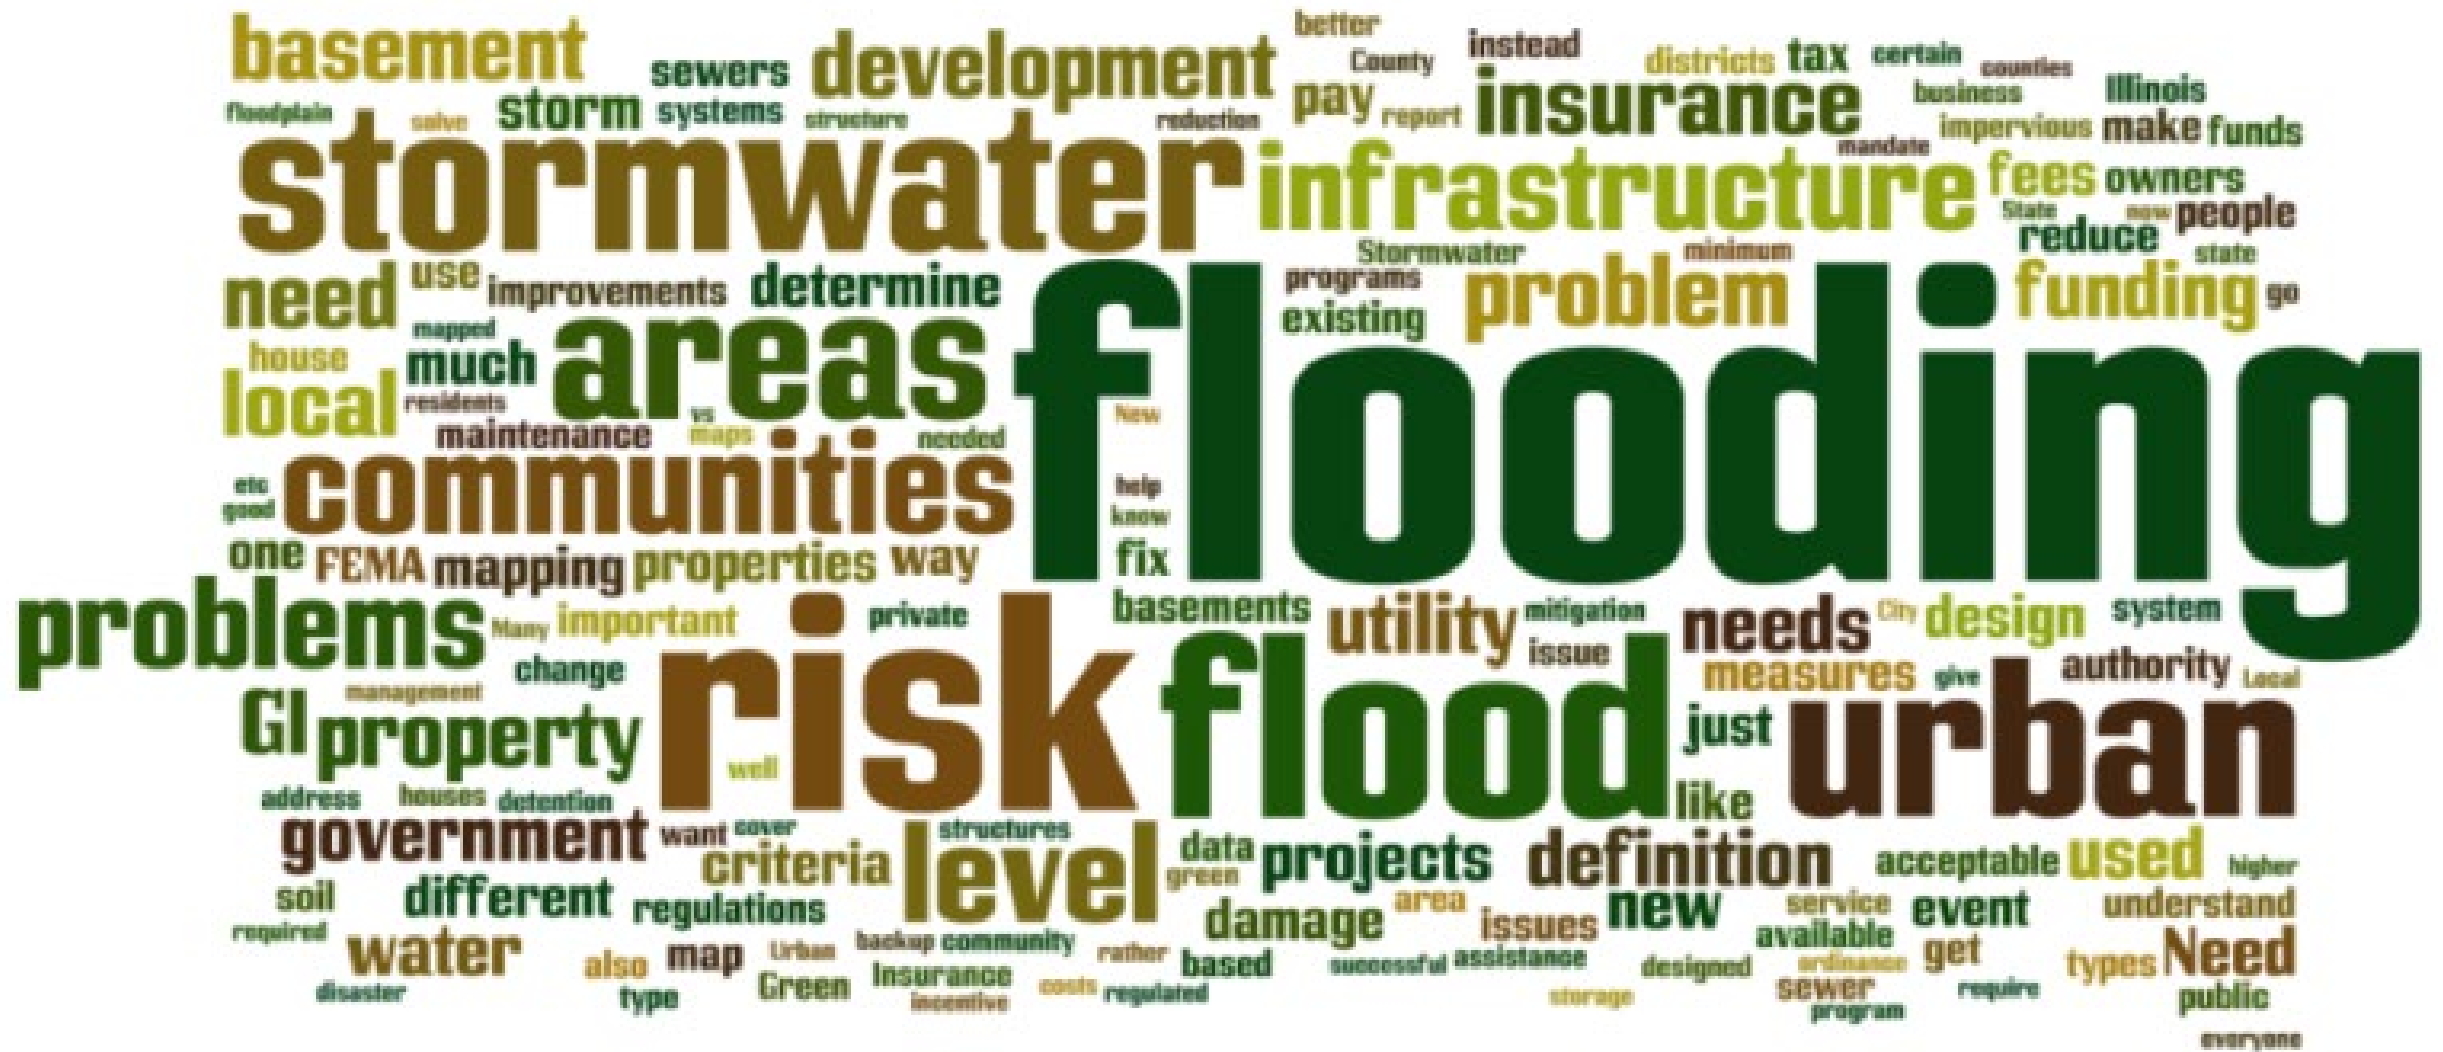 basement
sewers
development
better
County
instead
districts
tax
certain
counties
floodplain
solve
storm
systems
structure
reduction
pay
report
insurance
business
Illinois
impervious
make
funds
mandate
stormwater
infrastructure
fees
owners
State
now
people
reduce
state
Stormwater
minimum
need
use
improvements
determine
programs
existing
problem
funding
go
mapped
house
much
areas
flooding
local
residents
vs
maps
maintenance
needed
New
communities
etc
good
help
know
one
FEMA
mapping
properties
way
fix
problems
Many
important
private
basements
utility
mitigation
needs
City
design
system
change
risk
flood
issue
measures
give
authority
Local
GI
management
property
well
just
urban
like
address
houses
detention
government
want
cover
structures
criteria
level
data
green
projects
definition
acceptable
used
higher
soil
different
regulations
damage
area
issues
new
service
event
understand
required
water
also
map
Urban
backup
community
rather
based
successful
assistance
available
designed
ordinance
get
types
Need
disaster
type
Green
Insurance
incentive
costs
regulated
storage
sewer
program
require
public
everyone